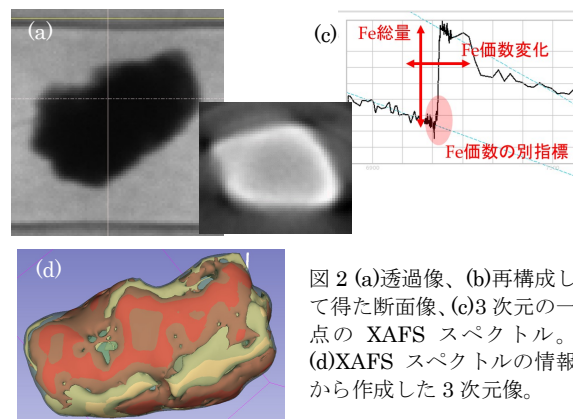 (a)
(c)
Fe総量
Fe価数変化
Fe価数の別指標
(d)
図 2 (a)透過像、(b)再構成し
て得た断面像、(c)3 次元の一
点の XAFS スペクトル。
(d)XAFS スペクトルの情報
から作成した 3 次元像。